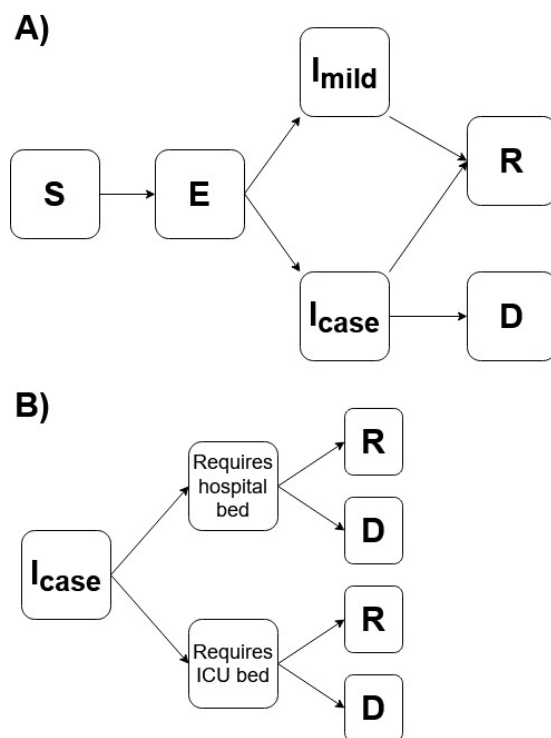 A)
I mild
S
E
R
I case
D
B)
Requires
hospital
bed
R
D
I case
Requires
ICU bed
R
D